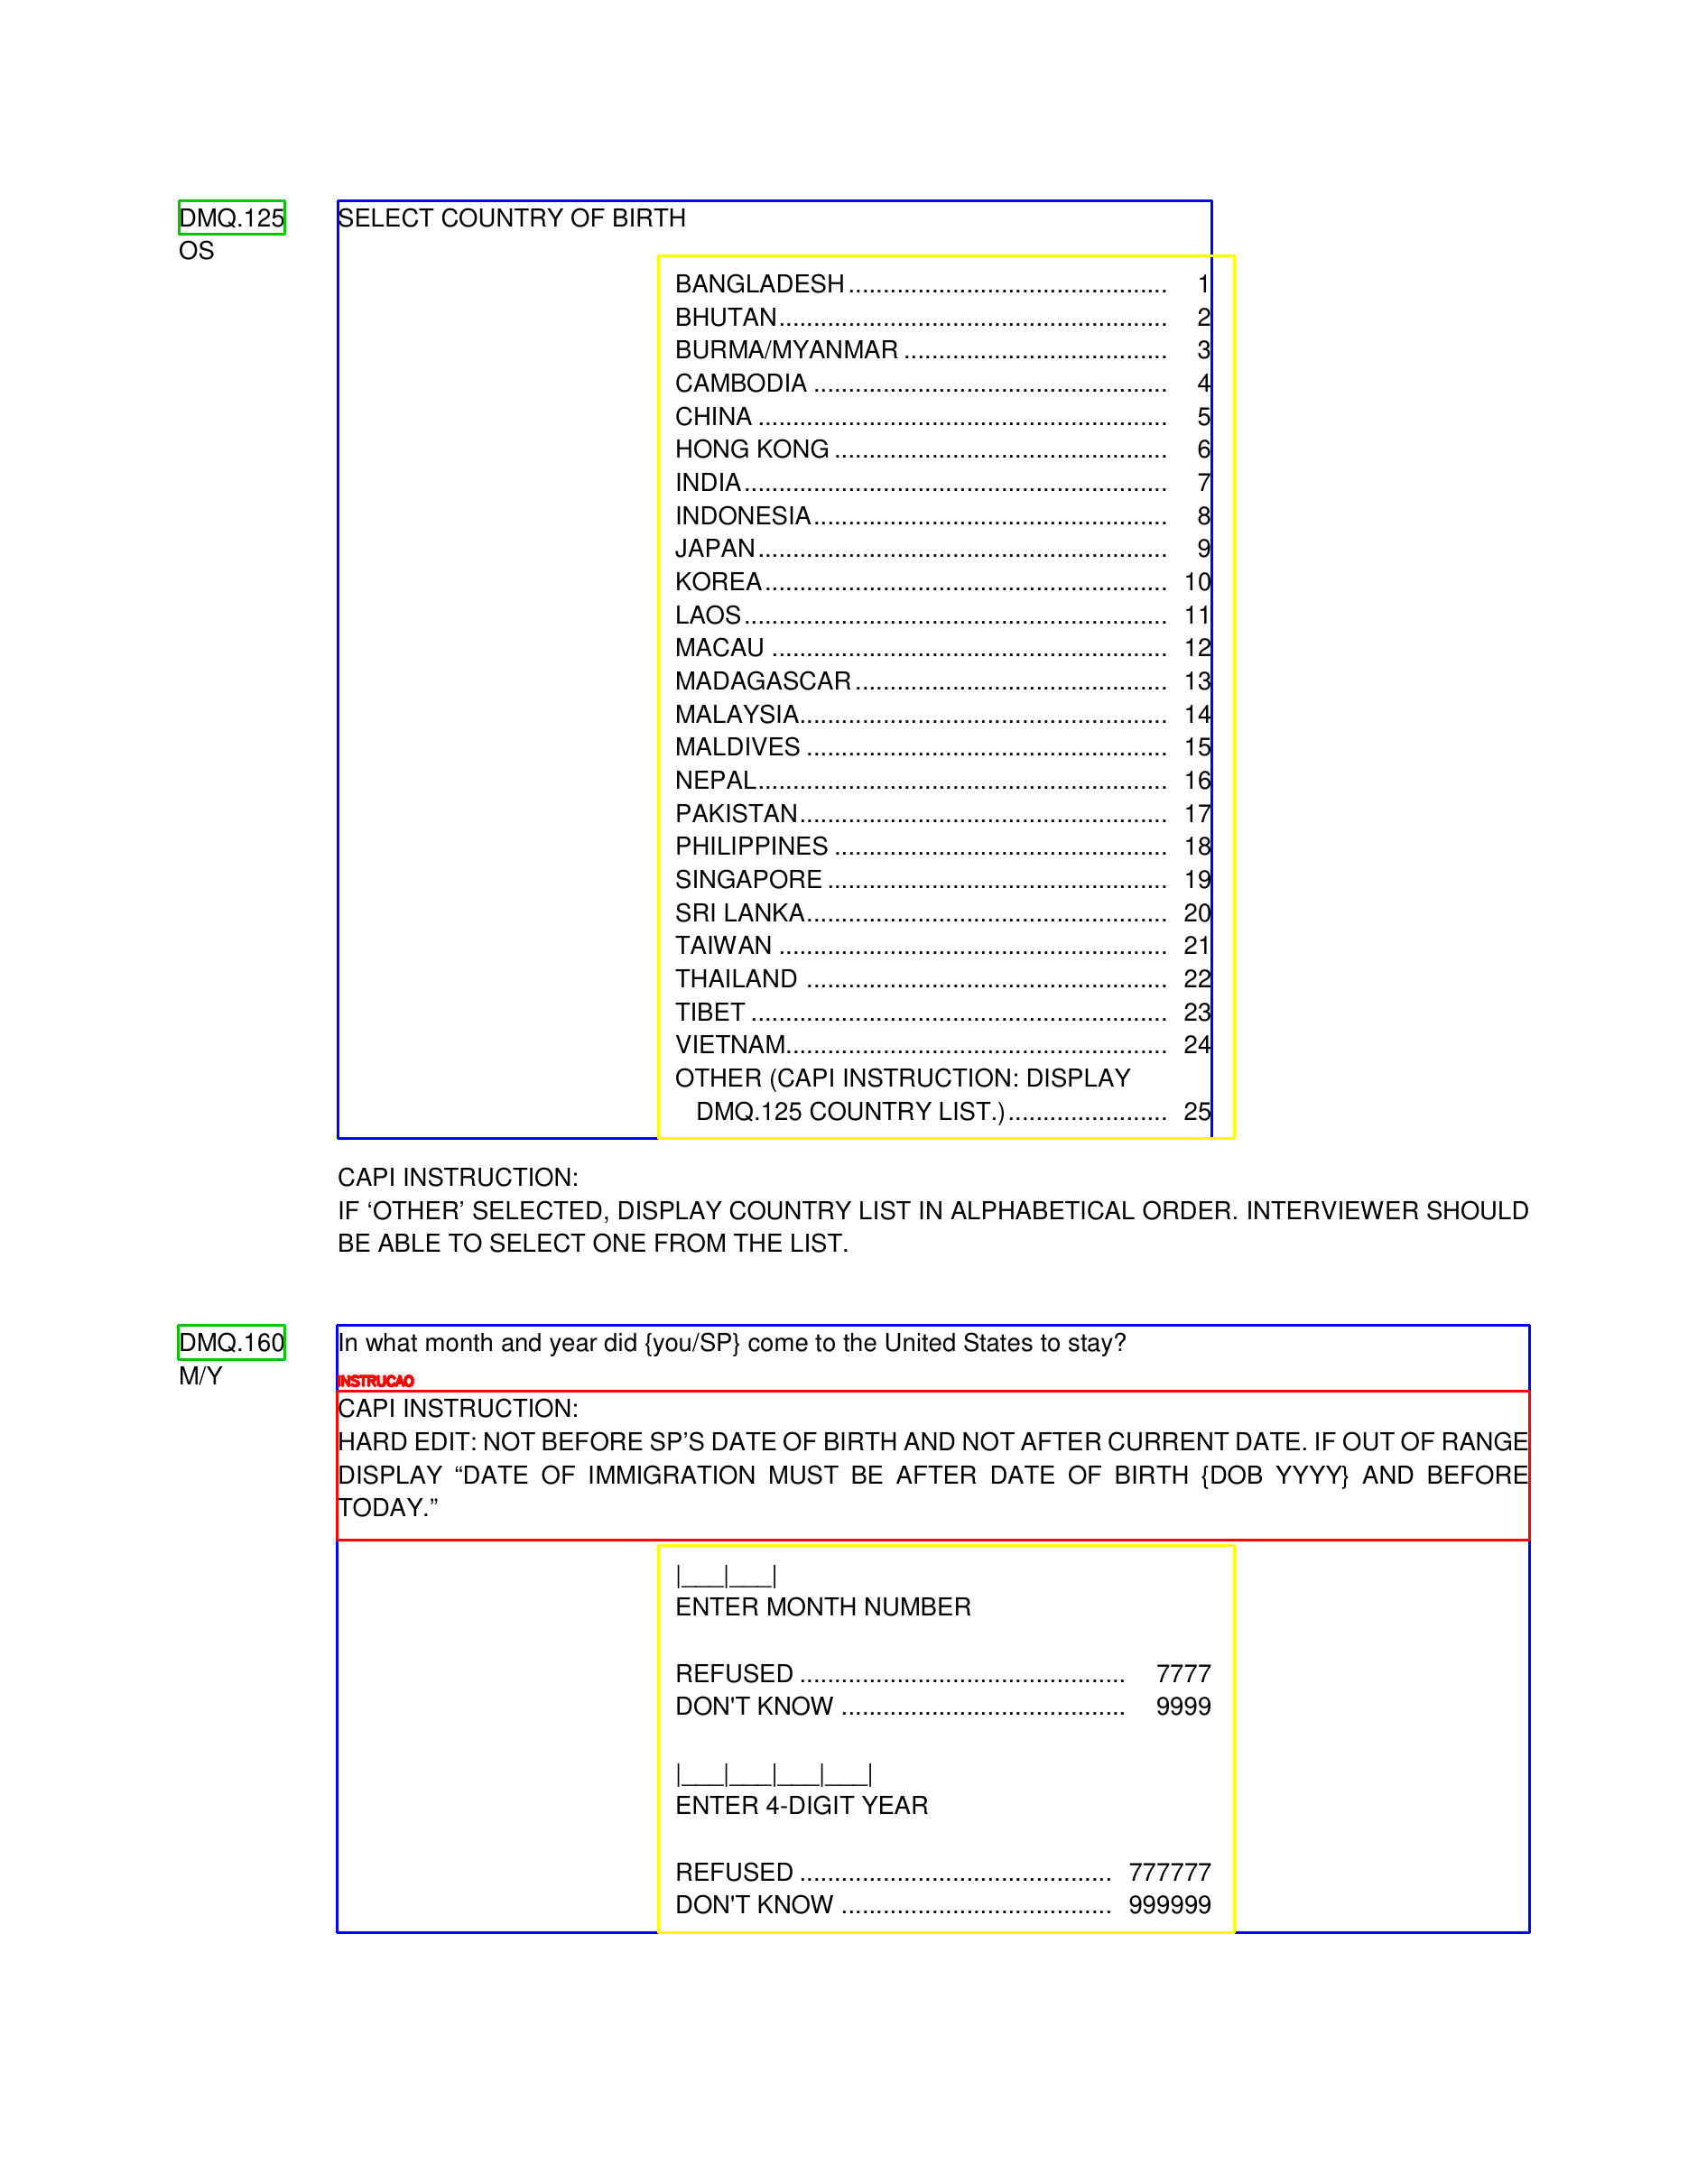 DMQ.125 SELECT COUNTRY OF BIRTH
OS
BANGLADESH .............................................. 1
BHUTAN ........................................................ 2
BURMA/MYANMAR ...................................... 3
CAMBODIA ................................................... 4
CHINA ........................................................... 5
HONG KONG ................................................ 6
INDIA ............................................................. 7
INDONESIA ................................................... 8
JAPAN ........................................................... 9
KOREA .......................................................... 10
LAOS ............................................................. 11
MACAU ......................................................... 12
MADAGASCAR ............................................. 13
MALAYSIA ..................................................... 14
MALDIVES .................................................... 15
NEPAL ........................................................... 16
PAKISTAN ..................................................... 17
PHILIPPINES ................................................ 18
SINGAPORE ................................................. 19
SRI LANKA .................................................... 20
TAIWAN ........................................................ 21
THAILAND .................................................... 22
TIBET ............................................................ 23
VIETNAM ....................................................... 24
OTHER (CAPI INSTRUCTION: DISPLAY
DMQ.125 COUNTRY LIST.) ....................... 25
CAPI INSTRUCTION:
IF ‘OTHER’ SELECTED, DISPLAY COUNTRY LIST IN ALPHABETICAL ORDER. INTERVIEWER SHOULD
BE ABLE TO SELECT ONE FROM THE LIST.
DMQ.160 In what month and year did {you/SP} come to the United States to stay?
M/Y
INSTRUCAO
CAPI INSTRUCTION:
HARD EDIT: NOT BEFORE SP’S DATE OF BIRTH AND NOT AFTER CURRENT DATE. IF OUT OF RANGE
DISPLAY “DATE OF IMMIGRATION MUST BE AFTER DATE OF BIRTH {DOB YYYY} AND BEFORE
TODAY.”
|___|___|
ENTER MONTH NUMBER
REFUSED ............................................... 7777
DON'T KNOW ......................................... 9999
|___|___|___|___|
ENTER 4-DIGIT YEAR
REFUSED ............................................. 777777
DON'T KNOW ....................................... 999999